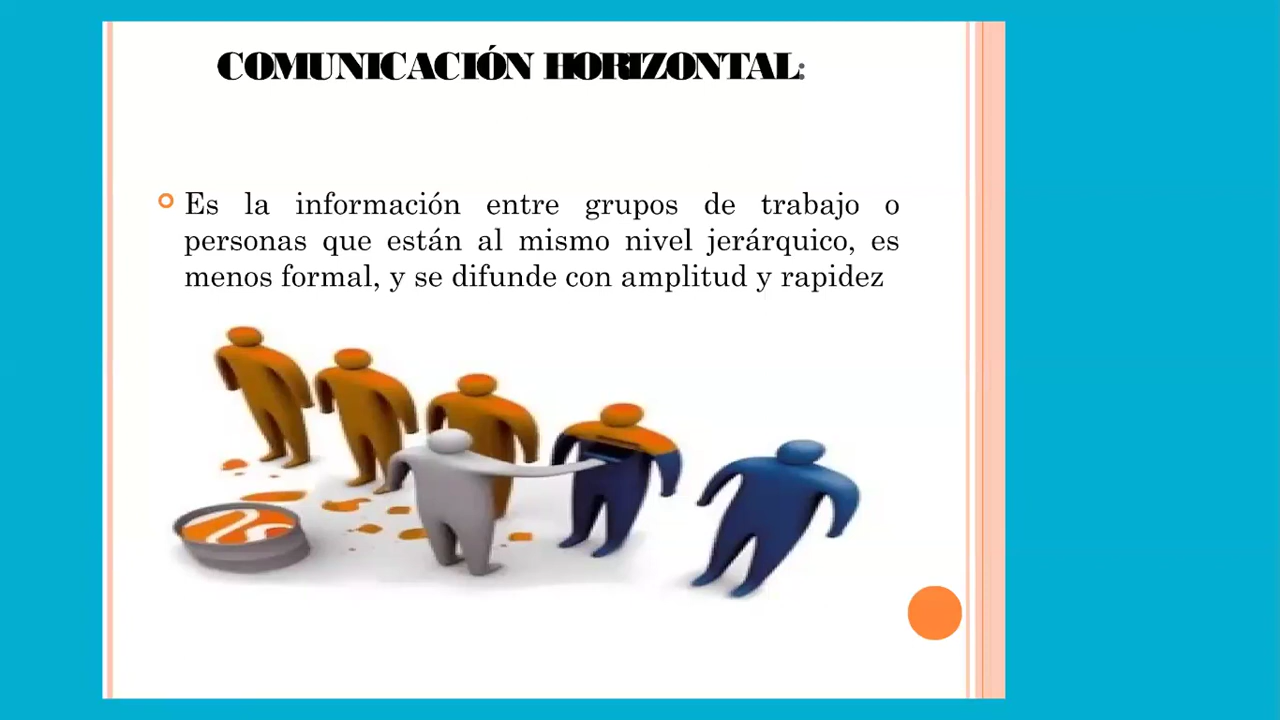 COMUNICACIÓN HORIZONTAL:
Es la información entre grupos de trabajo o
personas que están al mismo nivel jerárquico, es
menos formal, y se difunde con amplitud y rapidez